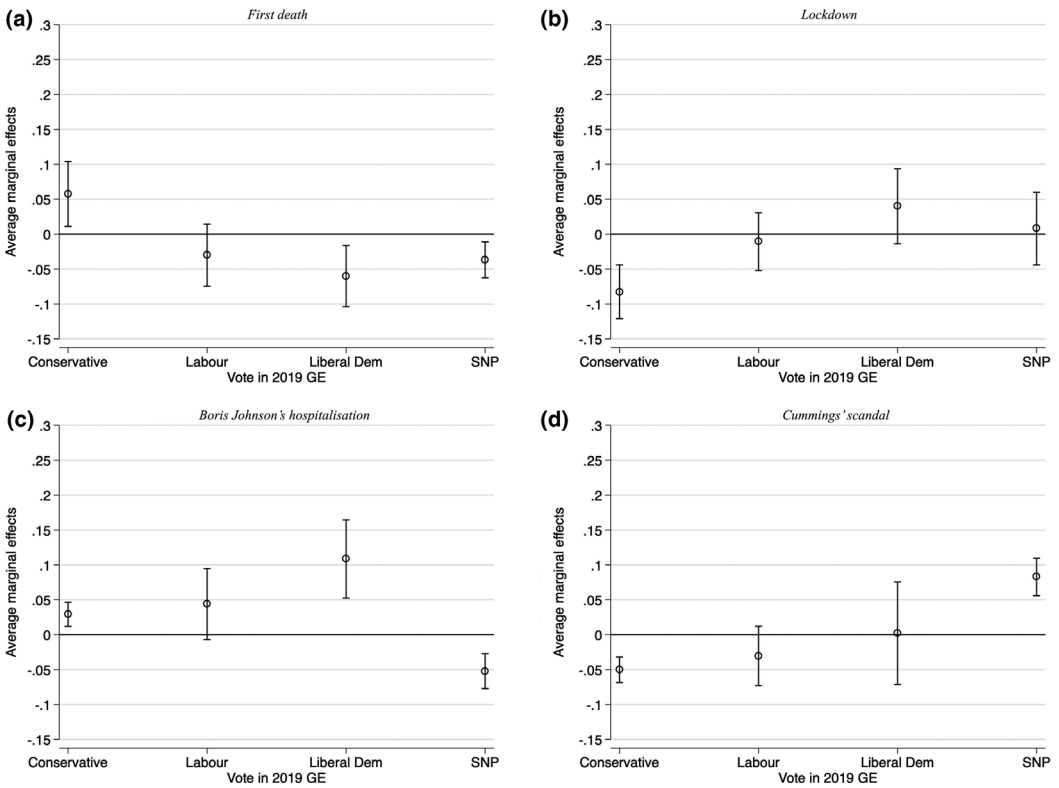 (a)
First death
.3
.25
.2
.15
.1
.05
0
-.05
-.1
-.15
Average marginal effects
Conservative Labour Liberal Dem SNP
Vote in 2019 GE
(b)
Lockdown
.3
.25
.2
.15
.1
.05
0
-.05
-.1
-.15
Average marginal effects
Conservative Labour Liberal Dem SNP
Vote in 2019 GE
(c)
Boris Johnson's hospitalisation
.3
.25
.2
.15
.1
.05
0
-.05
-.1
-.15
Average marginal effects
Conservative Labour Liberal Dem SNP
Vote in 2019 GE
(d)
Cummings' scandal
.3
.25
.2
.15
.1
.05
0
-.05
-.1
-.15
Average marginal effects
Conservative Labour Liberal Dem SNP
Vote in 2019 GE